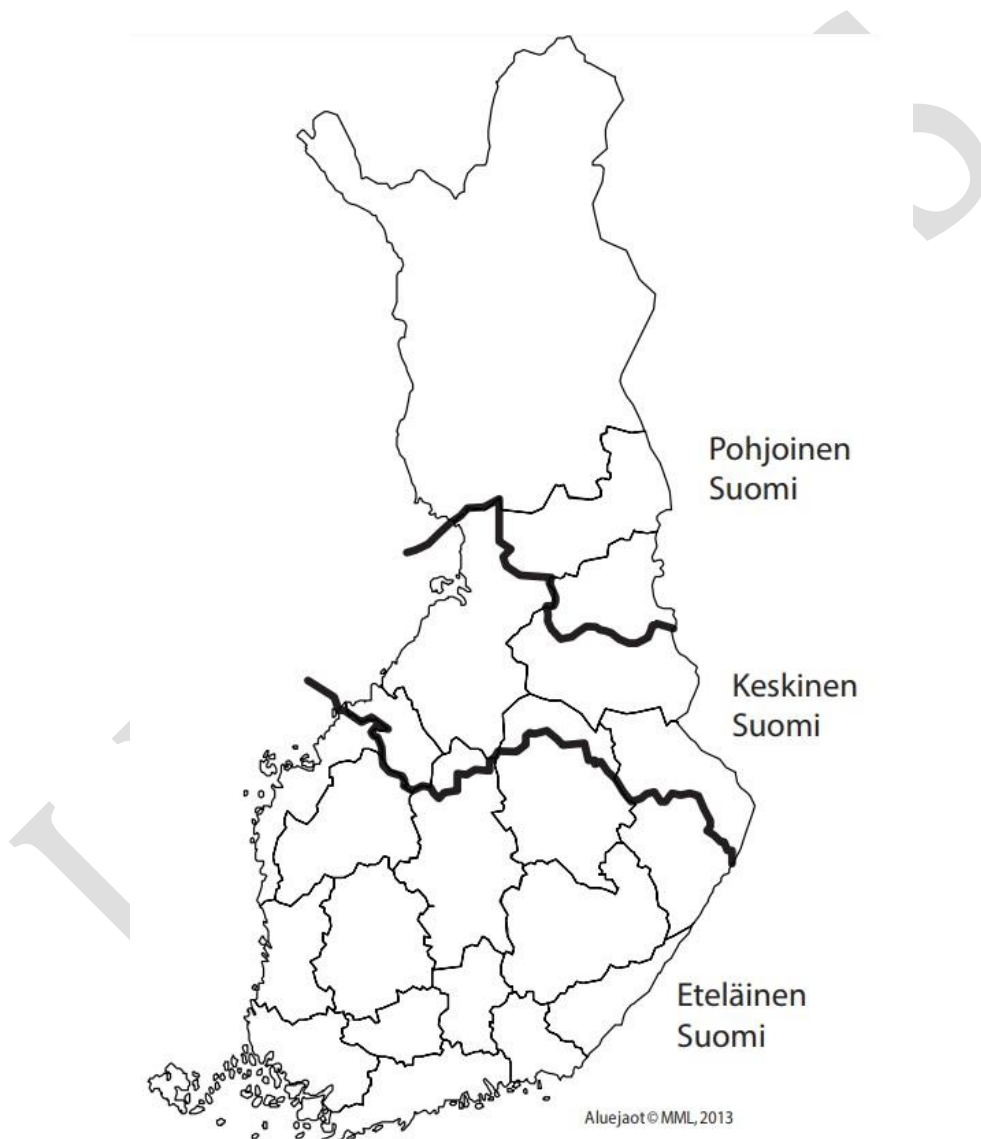 Pohjoinen
Suomi
Keskinen
Suomi
Eteläinen
Suomi
Aluejaot © MML, 2013